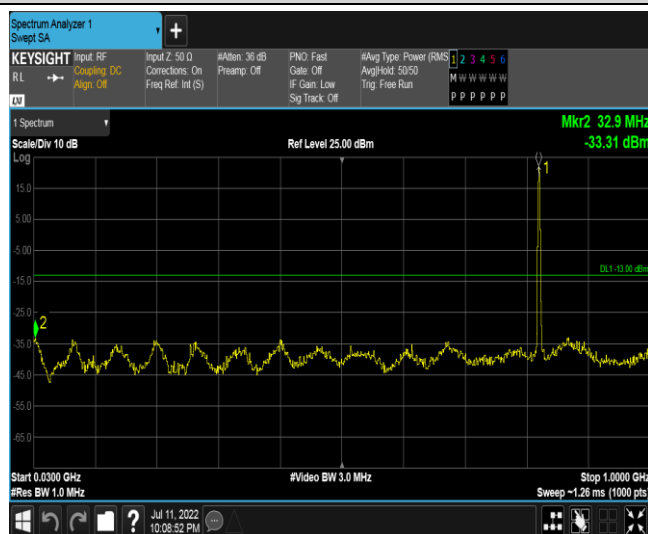 Spectrum Analyzer 1
Swept SA
+
KEYSIGHT
RL
LXI
Input: RF
Coupling: DC
Align: Off
Input Z: 50 Ω
Corrections: On
Freq Ref: Int (S)
#Atten: 36 dB
Preamp: Off
PNO: Fast
Gate: Off
IF Gain: Low
Sig Track: Off
#Avg Type: Power (RMS
Avg|Hold: 50/50
Trig: Free Run
1 2 3 4 5 6
M W W W W W
P P P P P P
1 Spectrum
Mkr2 32.9 MHz
Scale/Div 10 dB
Ref Level 25.00 dBm
-33.31 dBm
Log
1
15.0
5.00
-5.00
DL1 -13.00 dBm
-15.0
-25.0
2
-35.0
-45.0
-55.0
-65.0
Start 0.0300 GHz
#Video BW 3.0 MHz
Stop 1.0000 GHz
#Res BW 1.0 MHz
Sweep ~1.26 ms (1000 pts)
?
Jul 11, 2022
10:08:52 PM